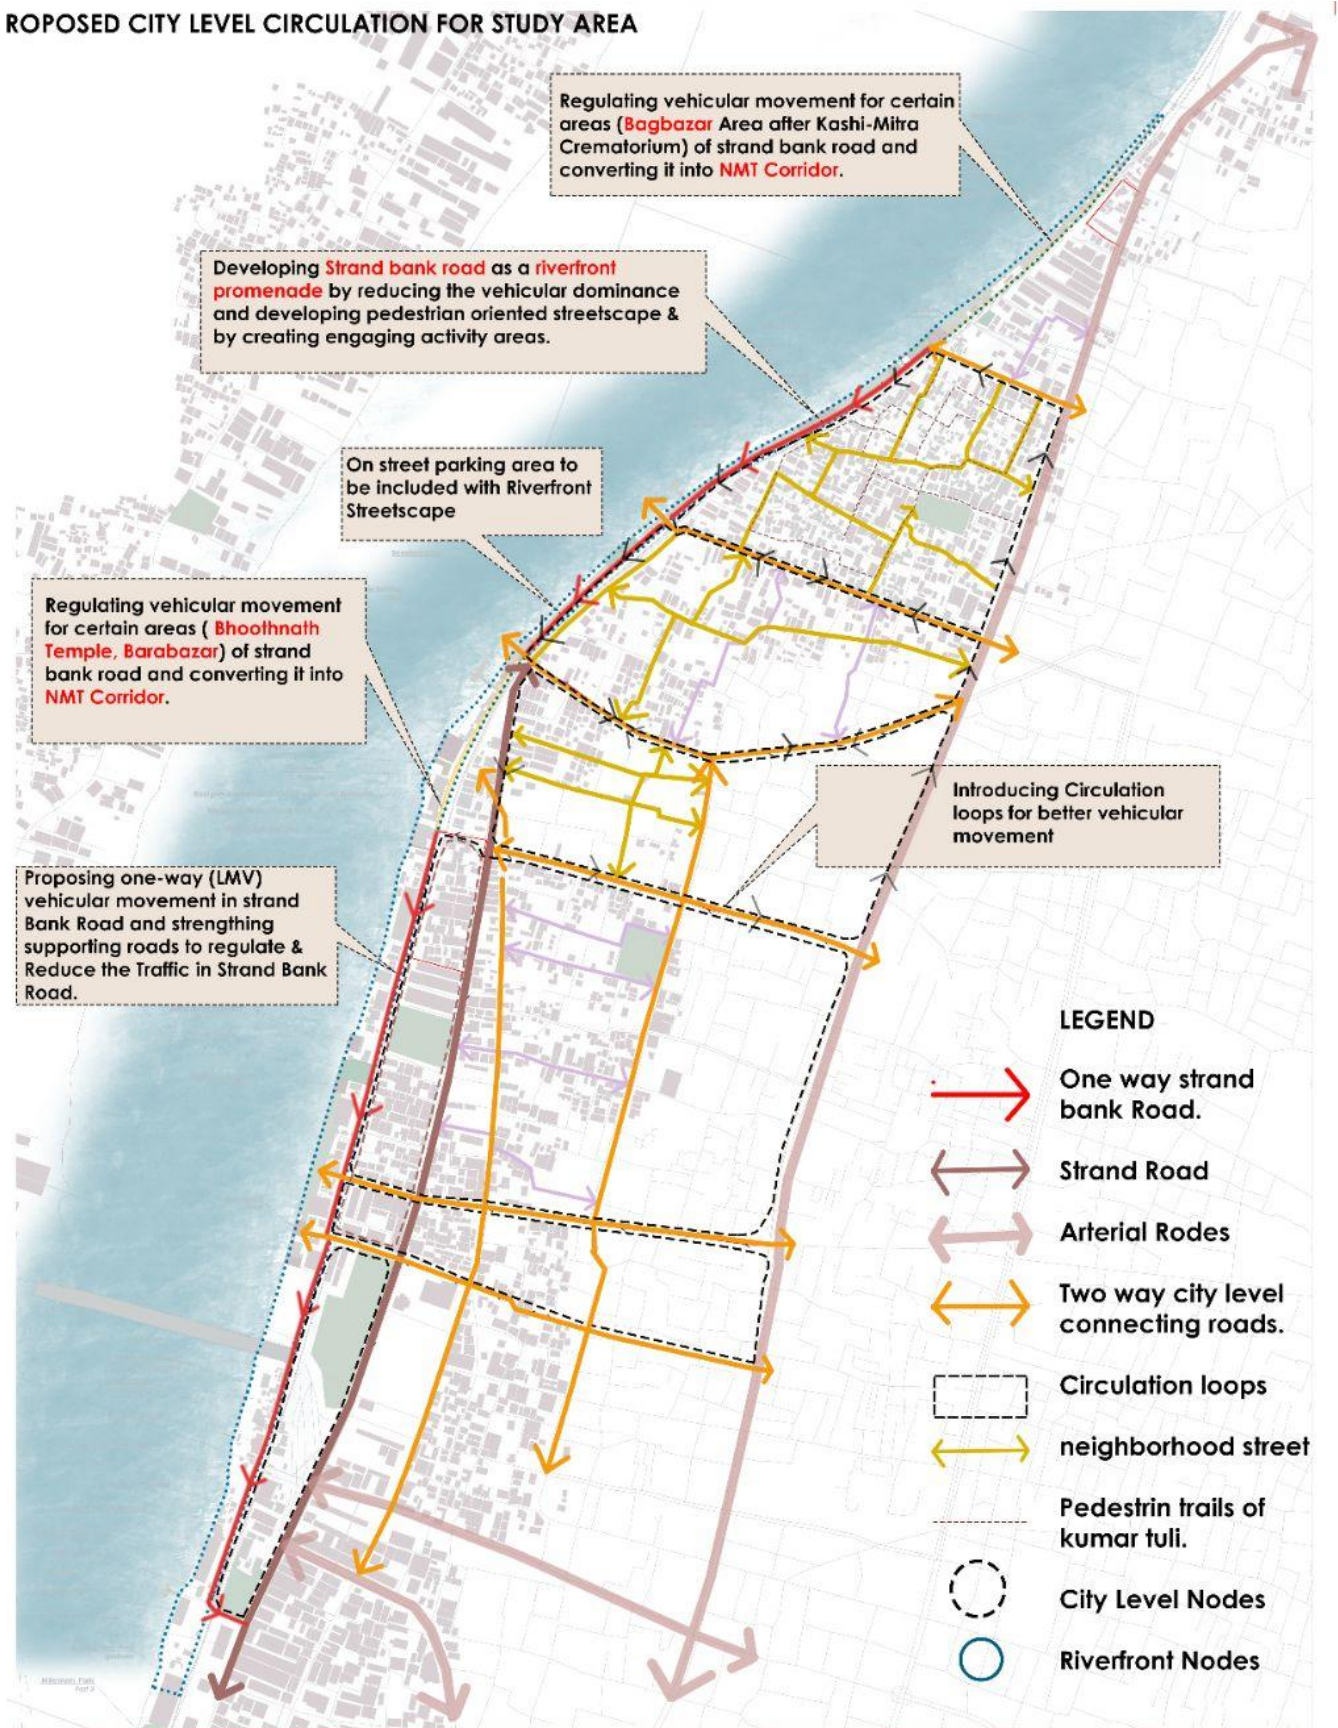 ROPOSED CITY LEVEL CIRCULATION FOR STUDY AREA
Regulating vehicular movement for certain
areas (Bagbazar Area after Kashi-Mitra
Crematorium) of strand bank road and
converting it into NMT Corridor.
Developing Strand bank road as a riverfront
promenade by reducing the vehicular dominance
and developing pedestrian oriented streetscape &
by creating engaging activity areas.
On street parking area to
be included with Riverfront
Streetscape
Regulating vehicular movement
for certain areas ( Bhoothnath
Temple, Barabazar) of strand
bank road and converting it into
NMT Corridor.
Introducing Circulation
loops for better vehicular
movement
Proposing one-way (LMV)
vehicular movement in strand
Bank Road and strengthing
supporting roads to regulate &
Reduce the Traffic in Strand Bank
Road.
LEGEND
One way strand
bank Road.
Strand Road
Arterial Rodes
Two way city level
connecting roads.
Circulation loops
neighborhood street
Pedestrin trails of
kumar tuli.
City Level Nodes
Riverfront Nodes
Millennium Park